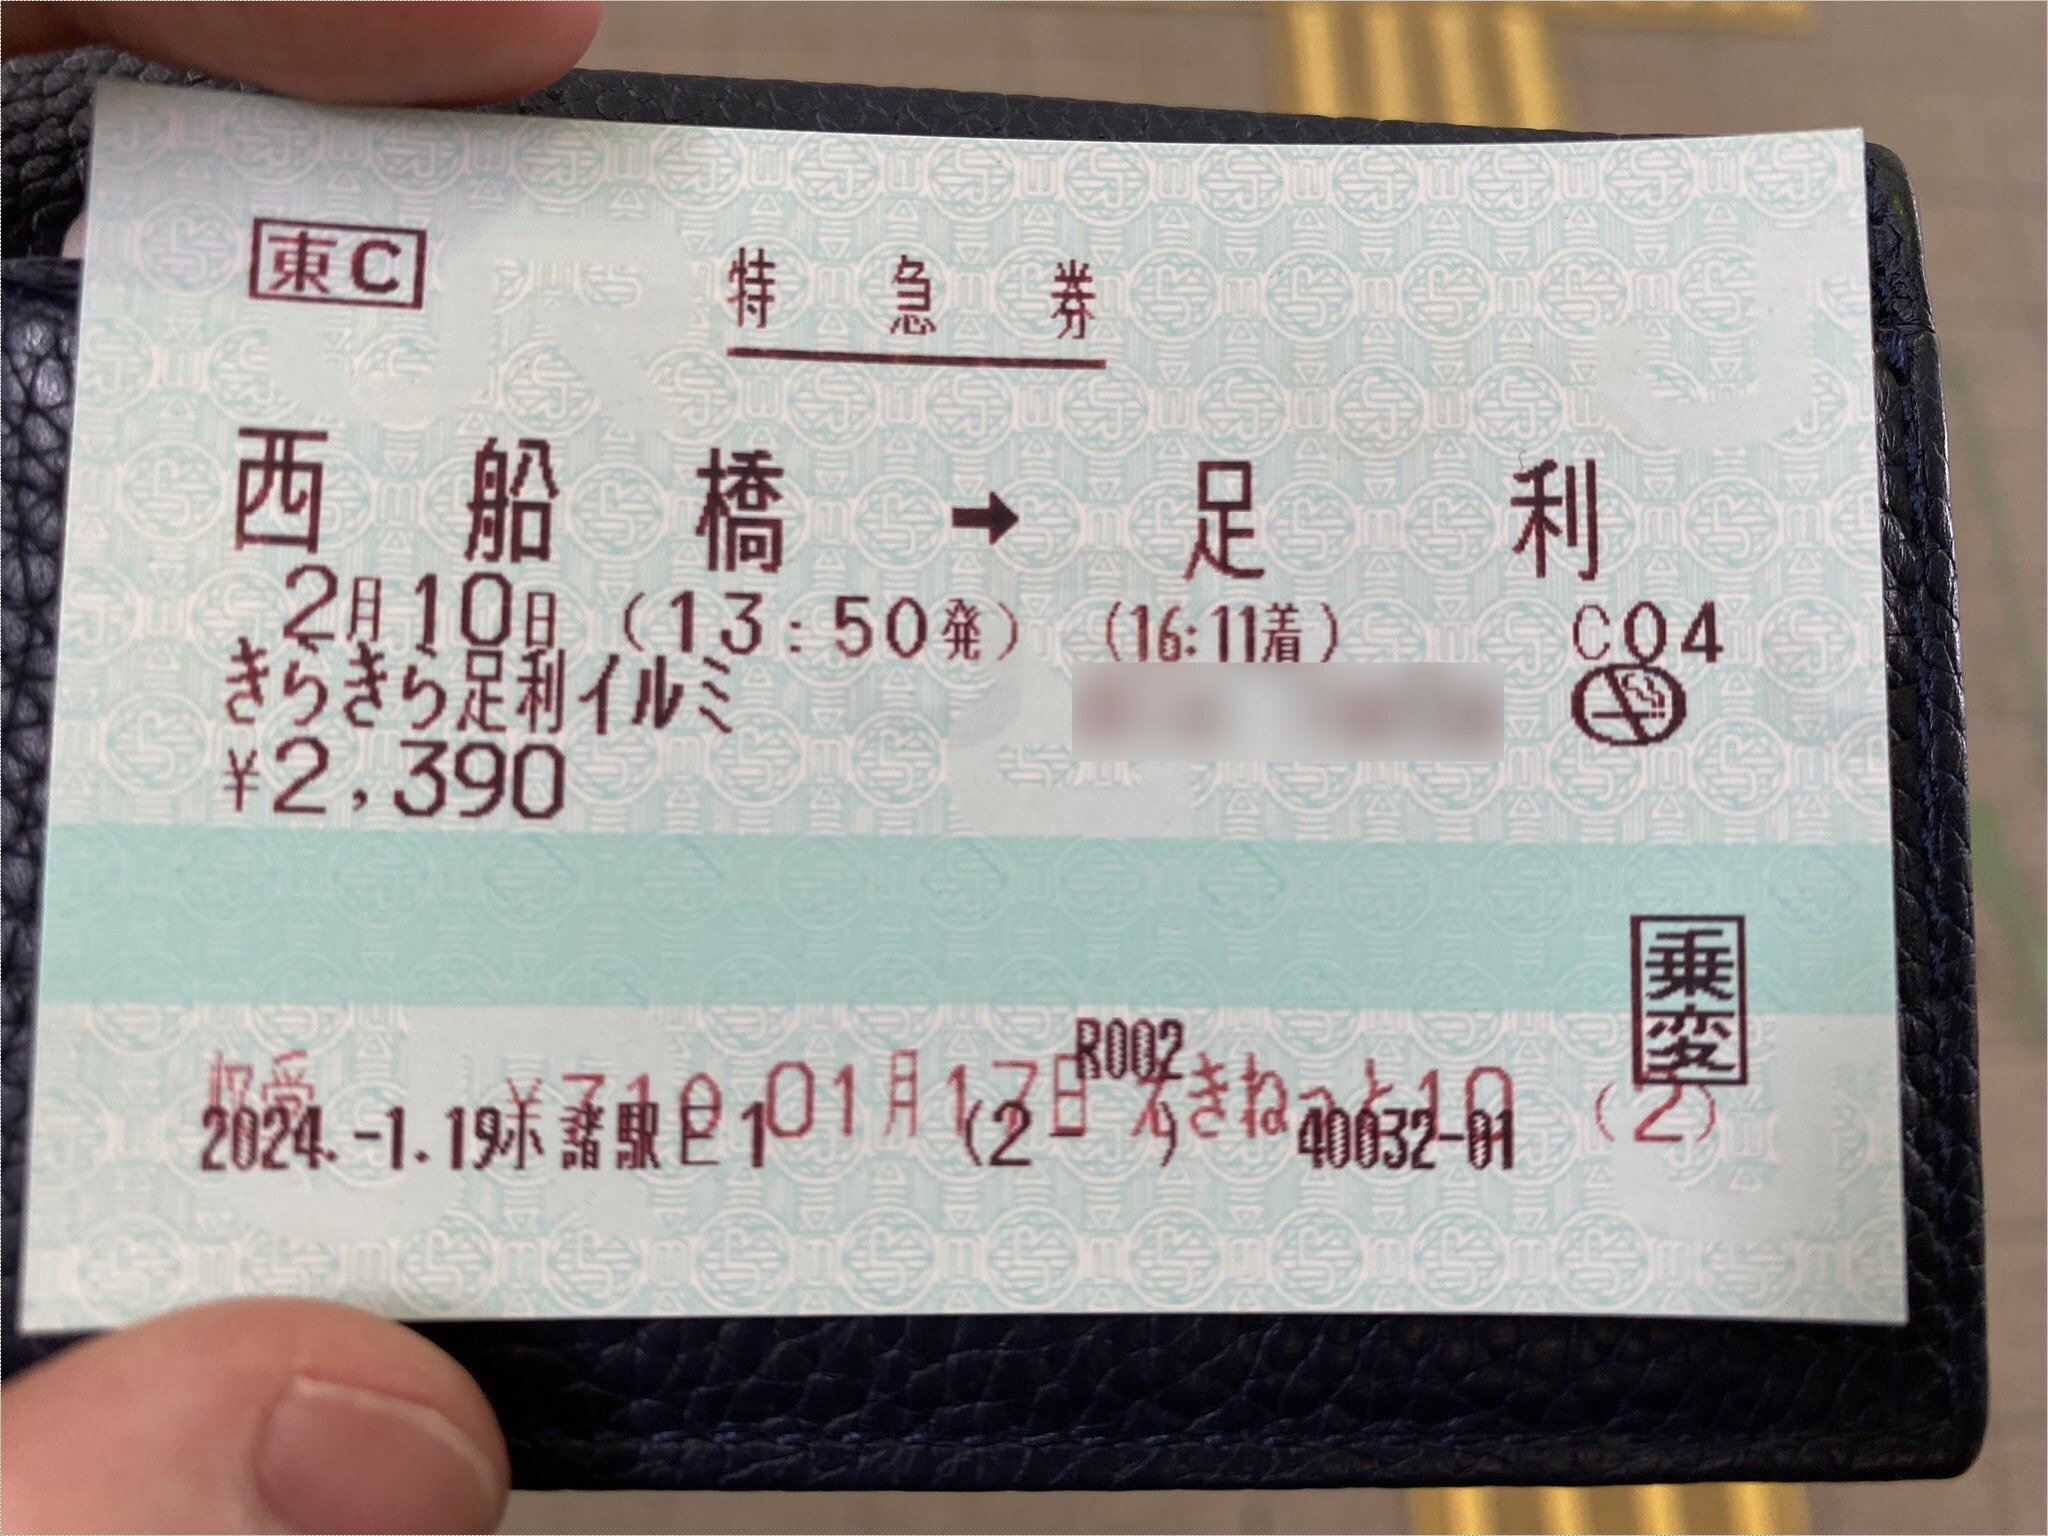 東C
特急券
西船橋→足利
2月10日 (13:50発) (16:11着) C04
きらきら足利イルミ
¥2,390
乗変
R002
収受 ¥710 01月17日 えきねっと10 (2)
2024.-1.19小諸駅E1 (2- ) 40032-01